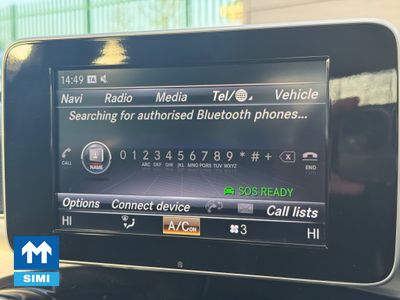 14:49 TA
Navi Radio Media Tel/ Vehicle
Searching for authorised Bluetooth phones...
CALL NAME 0 1 2 3 4 5 6 7 8 9 * # + END
ABC DEF GHI JKL MNO PQRS TUV WXYZ
SOS READY
Options Connect device Call lists
HI A/C ON 3 HI
SIMI